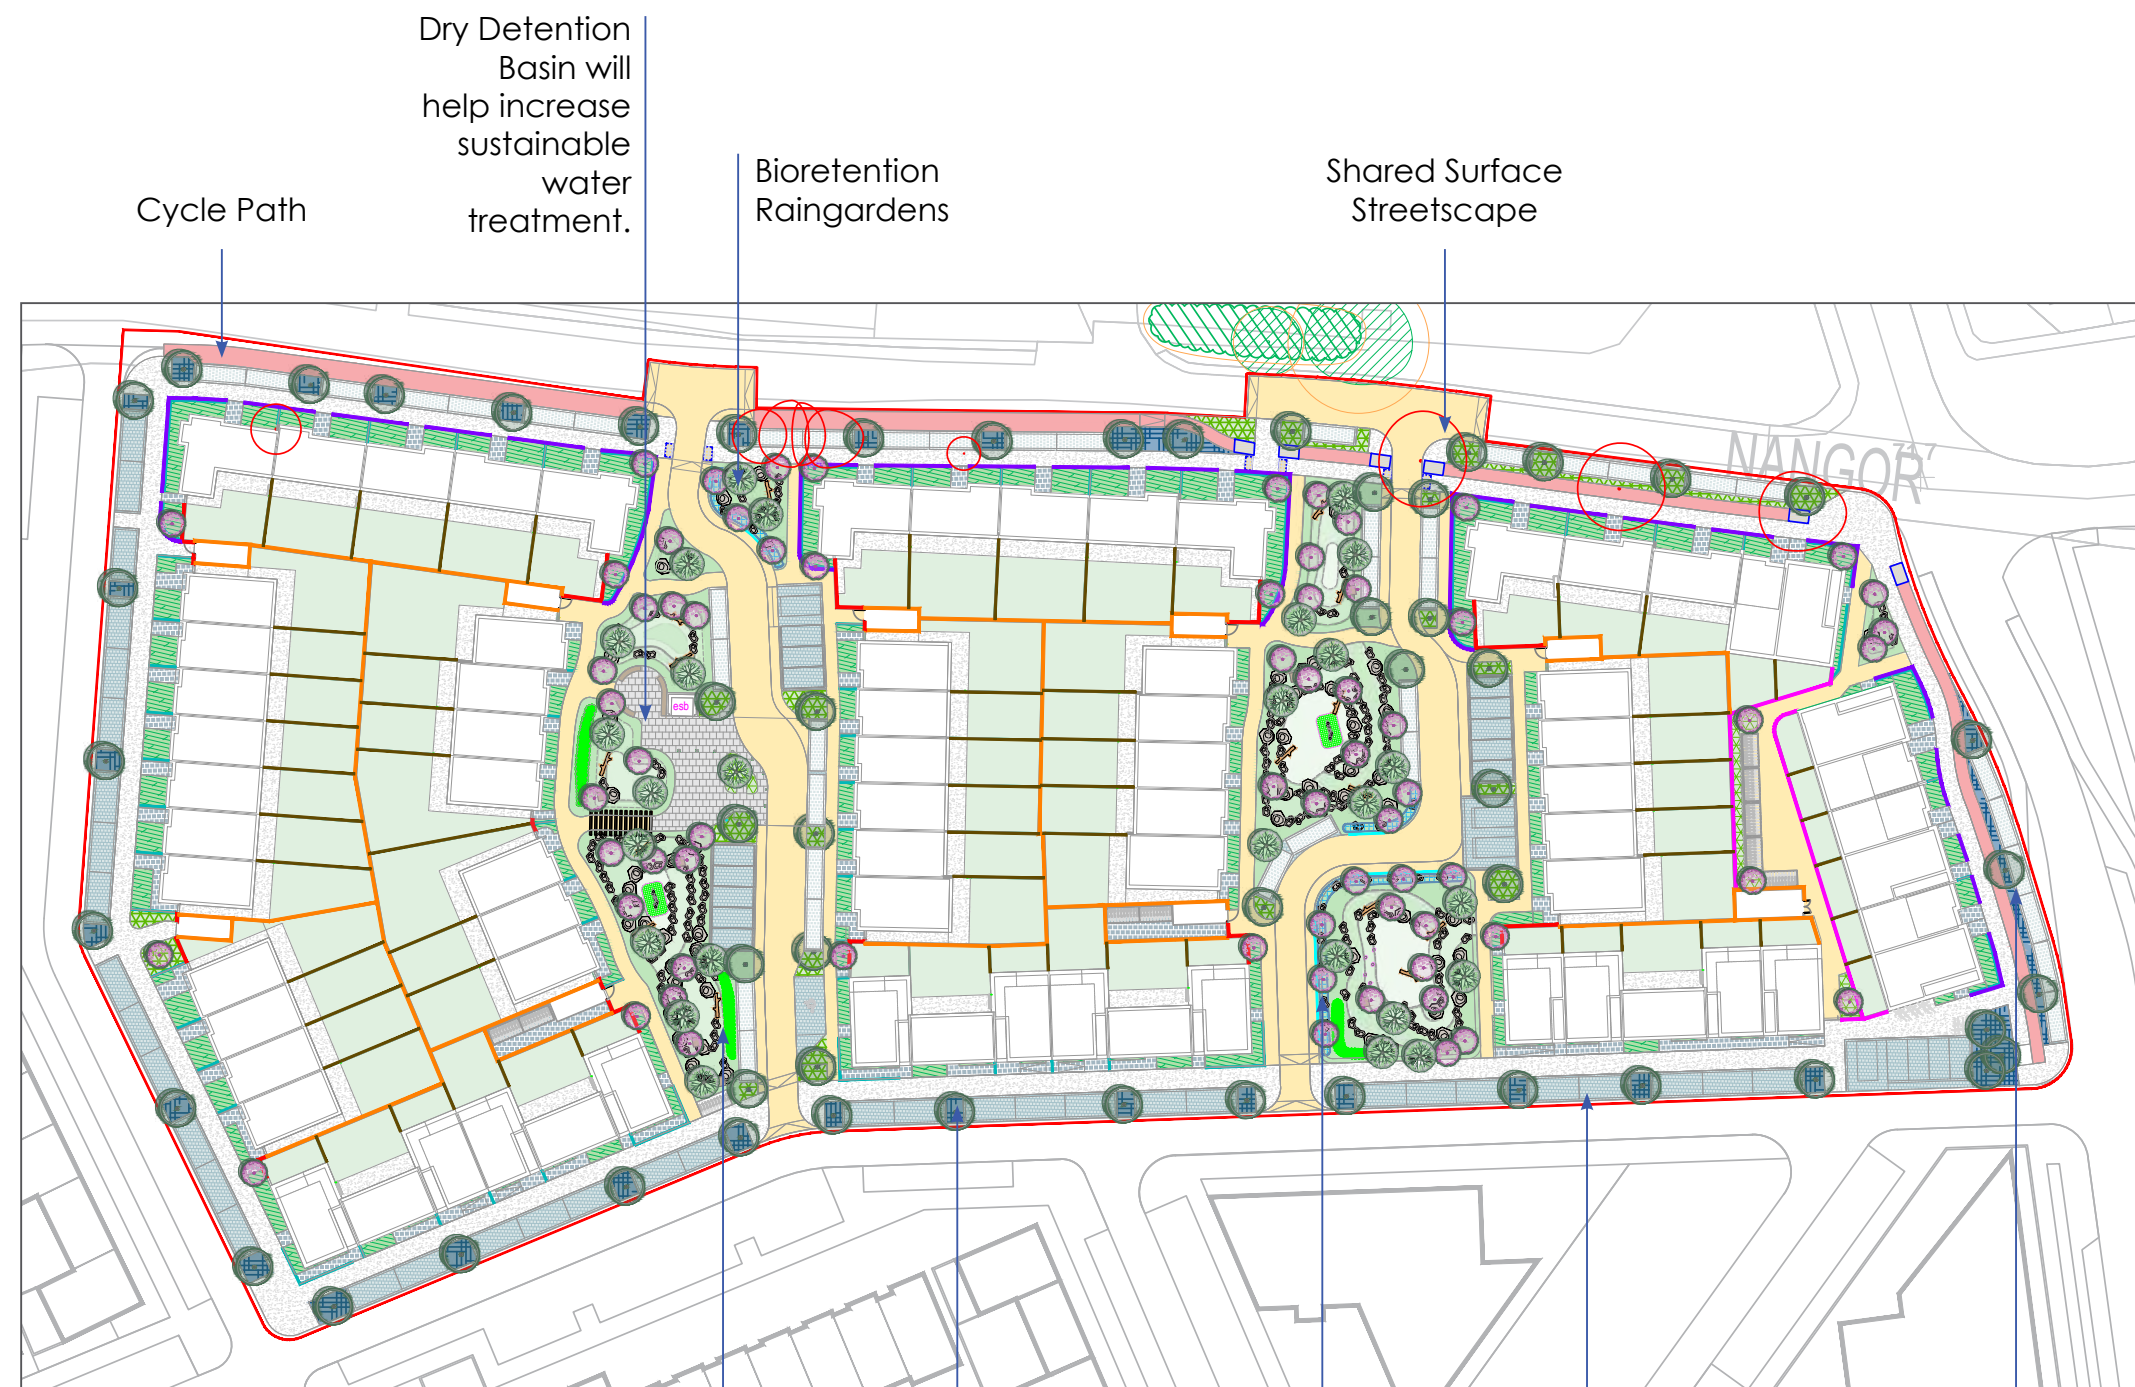 Dry Detention
Basin will
help increase
sustainable
water
treatment.
Bioretention
Raingardens
Shared Surface
Streetscape
Cycle Path
NANGOR
esb